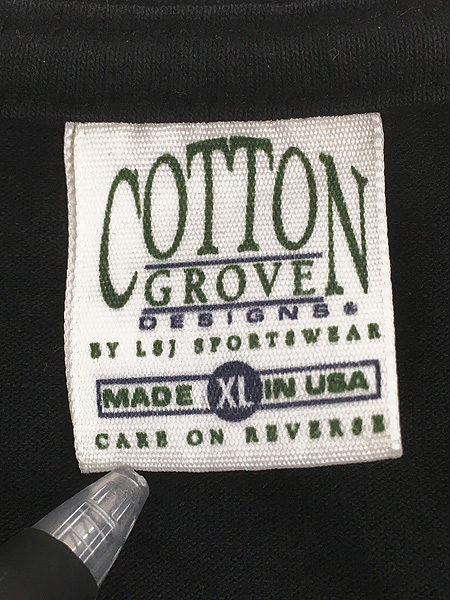 COTTON
GROVE
DESIGNS®
BY LSJ SPORTSWEAR
MADE XL IN USA
CARE ON REVERSE